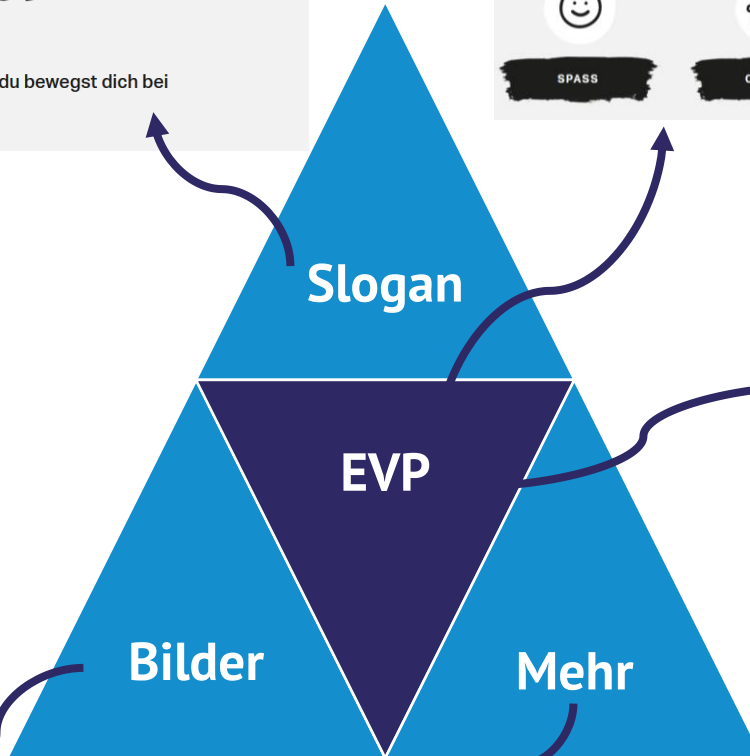 du bewegst dich bei
SPASS
Slogan
EVP
Bilder
Mehr